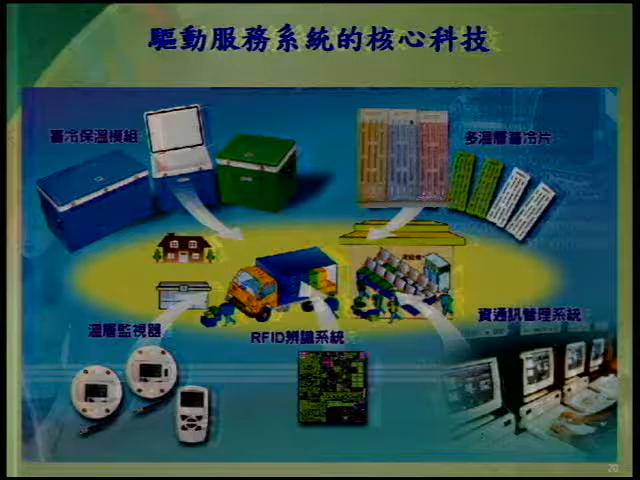 驅動服務系統的核心科技
蓄冷保溫模組
多溫層蓄冷片
溫層監視器
RFID辨識系統
資通訊管理系統
20